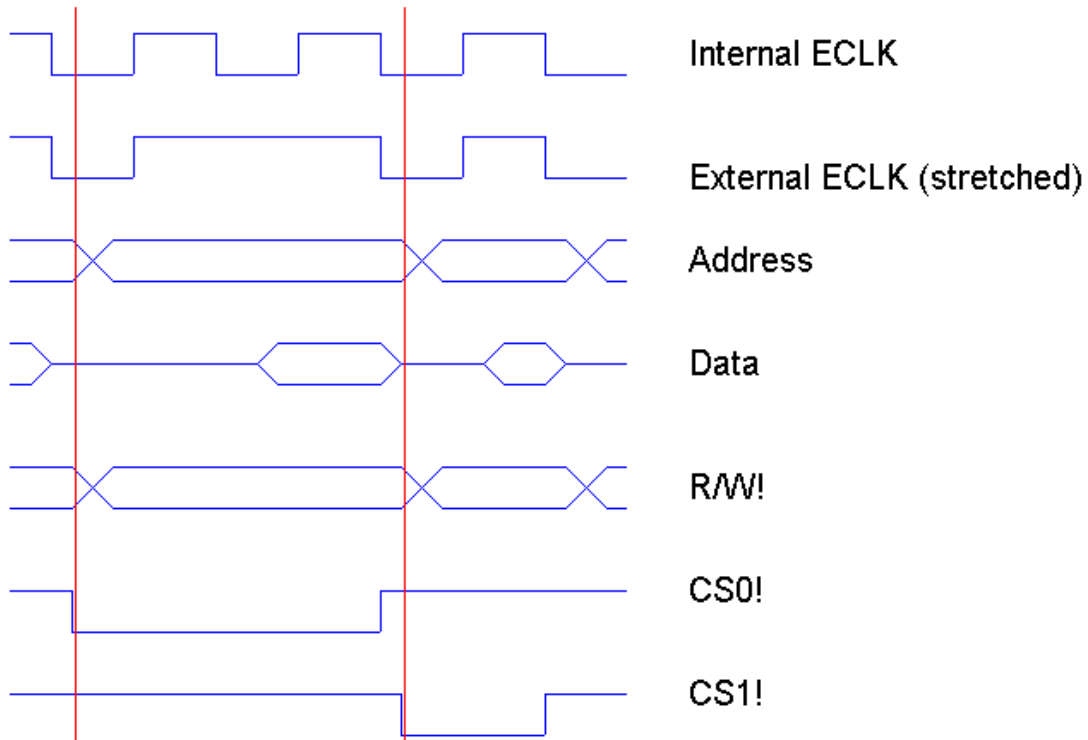 Internal ECLK
External ECLK (stretched)
Address
Data
R/W!
CS0!
CS1!